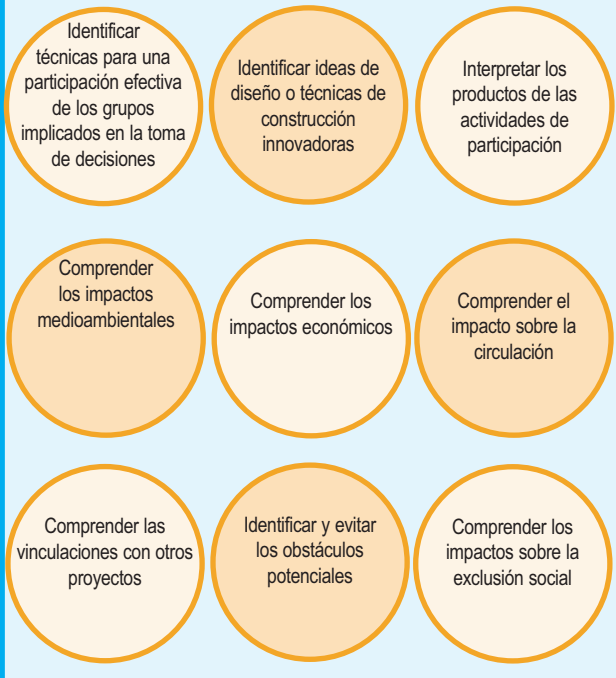 Identificar
técnicas para una
participación efectiva
de los grupos
implicados en la toma
de decisiones
Identificar ideas de
diseño o técnicas de
construcción
innovadoras
Interpretar los
productos de las
actividades de
participación
Comprender
los impactos
medioambientales
Comprender los
impactos económicos
Comprender el
impacto sobre la
circulación
Comprender las
vinculaciones con otros
proyectos
Identificar y evitar
los obstáculos
potenciales
Comprender los
impactos sobre la
exclusión social